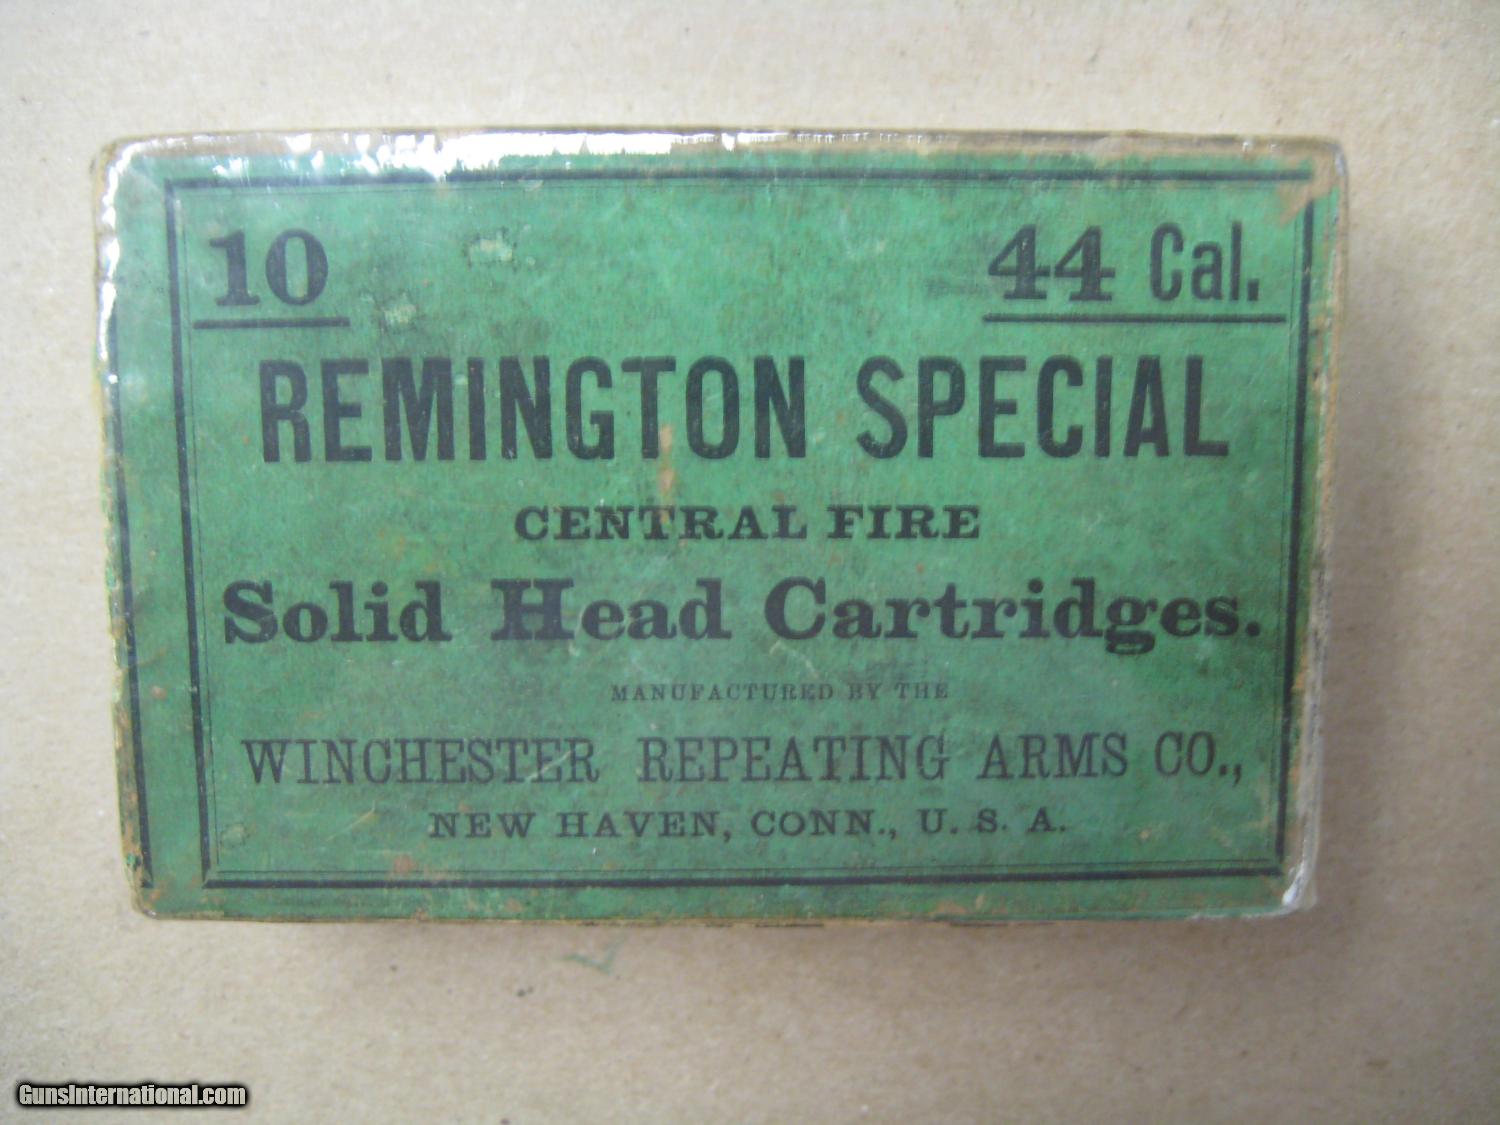 10 44 Cal.
REMINGTON SPECIAL
CENTRAL FIRE
Solid Head Cartridges.
MANUFACTURED BY THE
WINCHESTER REPEATING ARMS CO.,
NEW HAVEN, CONN., U. S. A.
GunsInternational.com